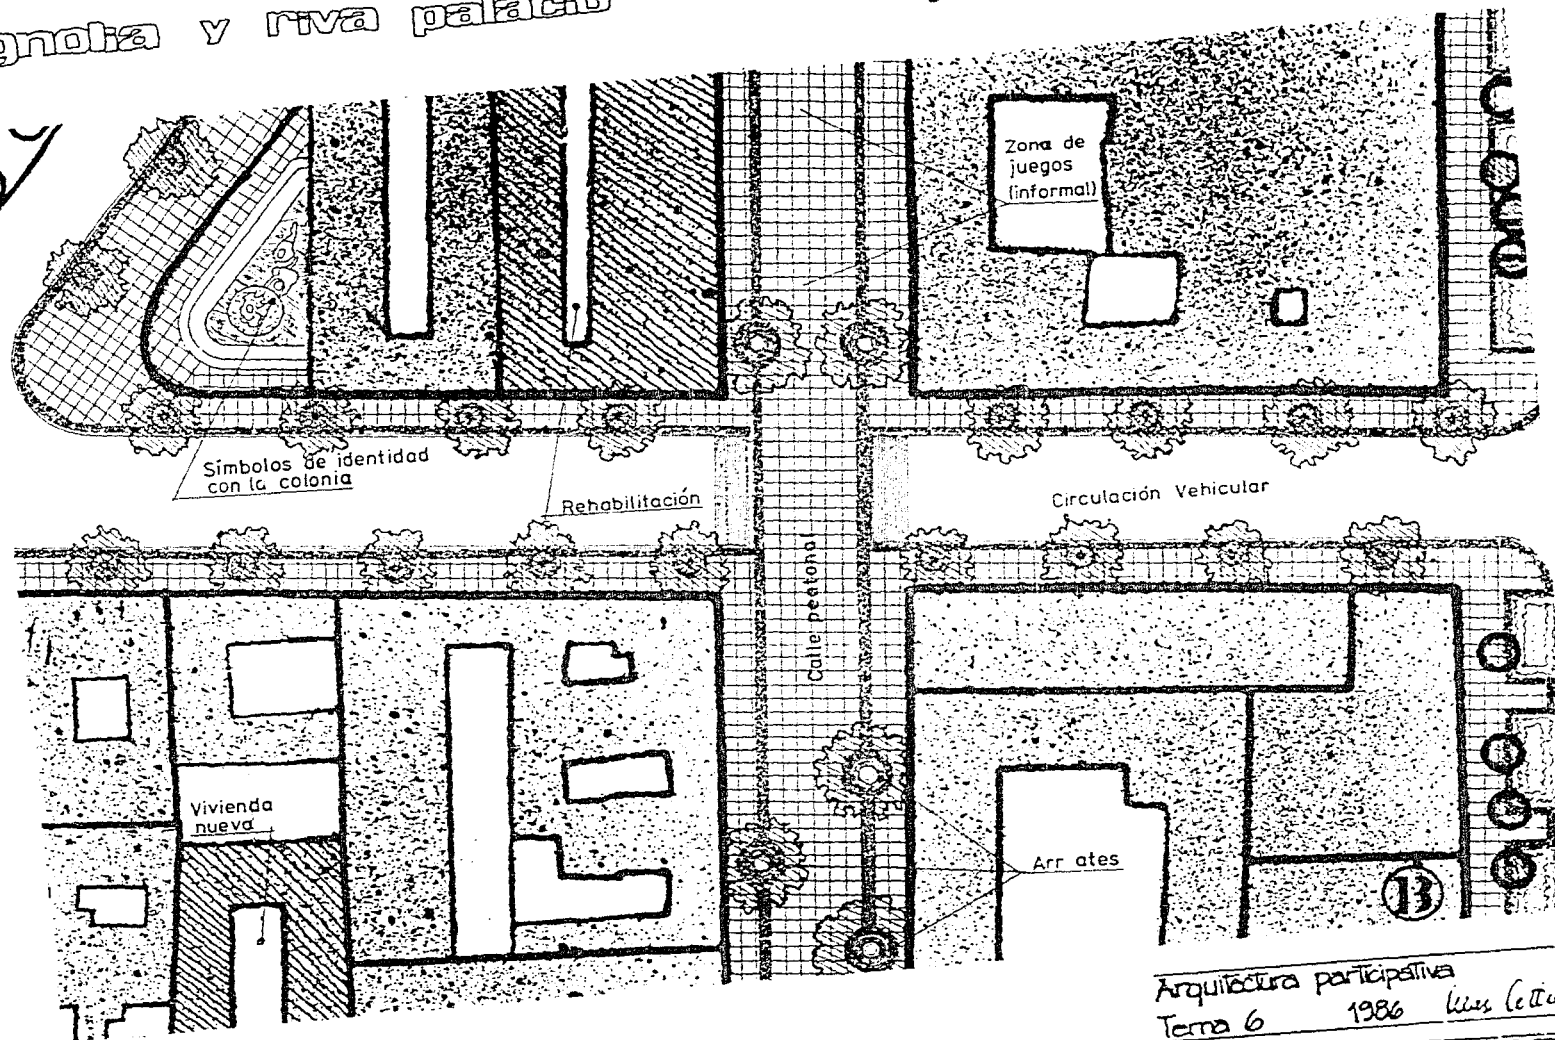 gnolia y riva palacio
Zona de
juegos
(informal)
Símbolos de identidad
con la colonia
Rehabilitación
Circulación Vehicular
Calle peatonal
Vivienda
nueva
Arr ates
13
Arquitectura participativa
Tema 6 1986